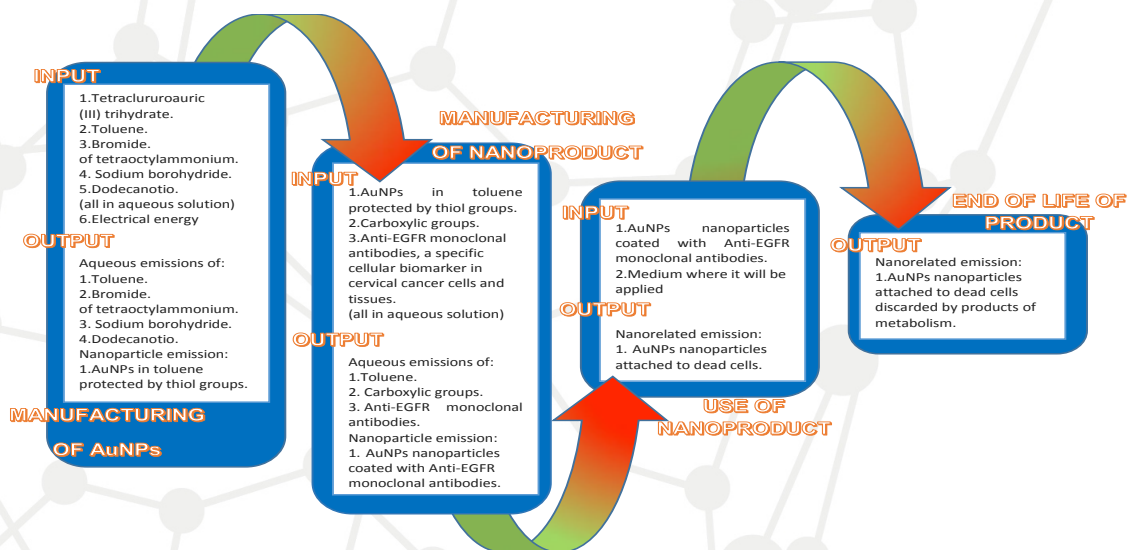 INPUT
1.Tetraclururoauric
(III) trihydrate.
2.Toluene.
3.Bromide.
of tetraoctylammonium.
4. Sodium borohydride.
5.Dodecanotio.
(all in aqueous solution)
6.Electrical energy
OUTPUT
Aqueous emissions of:
1.Toluene.
2.Bromide.
of tetraoctylammonium.
3. Sodium borohydride.
4.Dodecanotio.
Nanoparticle emission:
1.AuNPs in toluene
protected by thiol groups.
MANUFACTURING
OF AuNPs
MANUFACTURING
OF NANOPRODUCT
INPUT
1.AuNPs in toluene
protected by thiol groups.
2.Carboxylic groups.
3.Anti-EGFR monoclonal
antibodies, a specific
cellular biomarker in
cervical cancer cells and
tissues.
(all in aqueous solution)
OUTPUT
Aqueous emissions of:
1.Toluene.
2. Carboxylic groups.
3. Anti-EGFR monoclonal
antibodies.
Nanoparticle emission:
1. AuNPs nanoparticles
coated with Anti-EGFR
monoclonal antibodies.
INPUT
1.AuNPs nanoparticles
coated with Anti-EGFR
monoclonal antibodies.
2.Medium where it will be
applied
OUTPUT
Nanorelated emission:
1. AuNPs nanoparticles
attached to dead cells.
USE OF
NANOPRODUCT
END OF LIFE OF
PRODUCT
OUTPUT
Nanorelated emission:
1.AuNPs nanoparticles
attached to dead cells
discarded by products of
metabolism.